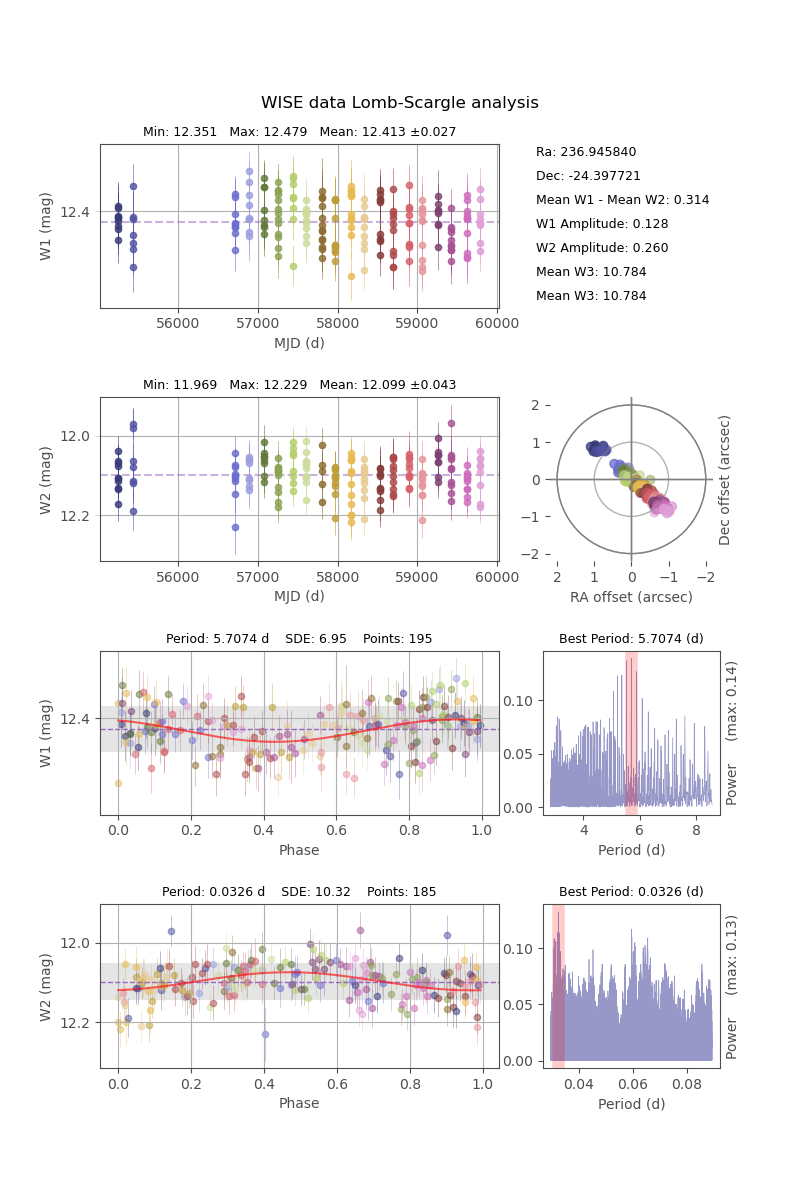 WISE data Lomb-Scargle analysis
Min: 12.351 Max: 12.479 Mean: 12.413 ±0.027
W1 (mag)
12.4
56000 57000 58000 59000 60000
MJD (d)
Ra: 236.945840
Dec: -24.397721
Mean W1 - Mean W2: 0.314
W1 Amplitude: 0.128
W2 Amplitude: 0.260
Mean W3: 10.784
Mean W3: 10.784
Min: 11.969 Max: 12.229 Mean: 12.099 ±0.043
W2 (mag)
12.0
12.2
56000 57000 58000 59000 60000
MJD (d)
2
1
0
−1
−2
2 1 0 −1 −2
RA offset (arcsec)
Dec offset (arcsec)
Period: 5.7074 d SDE: 6.95 Points: 195
W1 (mag)
12.4
0.0 0.2 0.4 0.6 0.8 1.0
Phase
Best Period: 5.7074 (d)
0.10
0.05
0.00
4 6 8
Period (d)
Power (max: 0.14)
Period: 0.0326 d SDE: 10.32 Points: 185
W2 (mag)
12.0
12.2
0.0 0.2 0.4 0.6 0.8 1.0
Phase
Best Period: 0.0326 (d)
0.10
0.05
0.00
0.04 0.06 0.08
Period (d)
Power (max: 0.13)